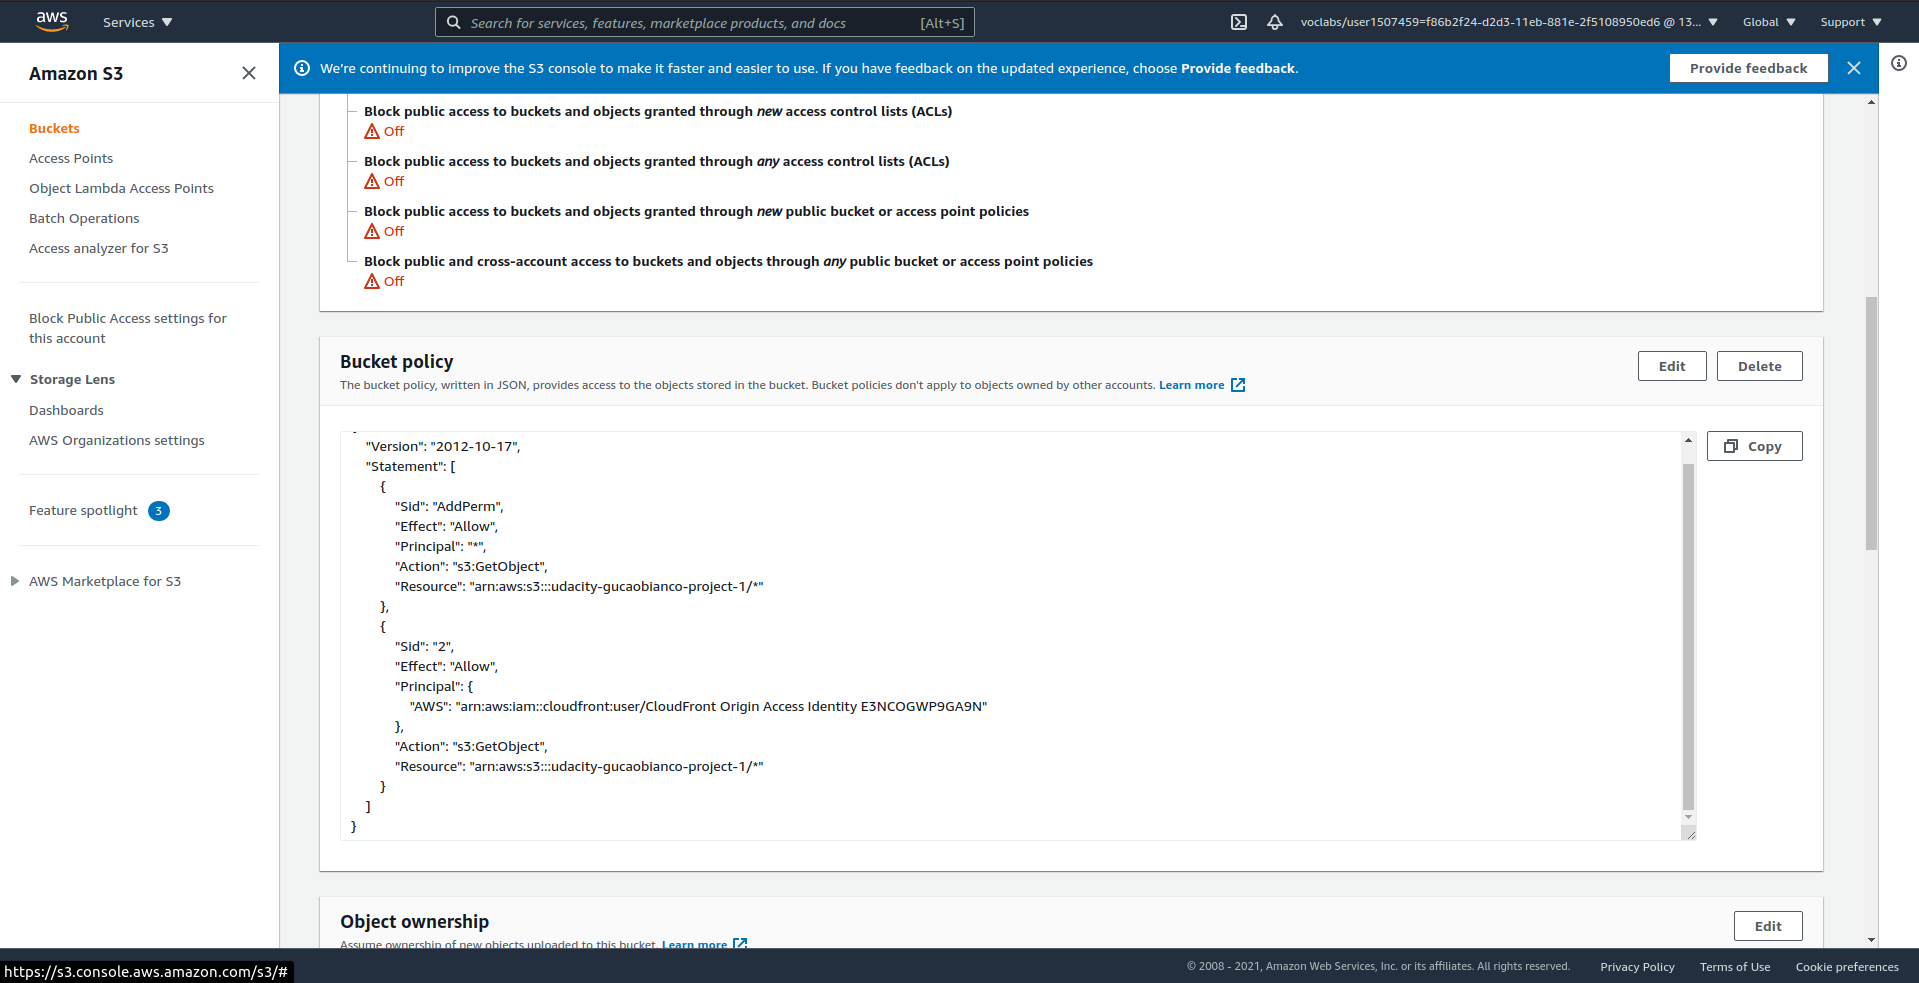 aws
Services
Search for services, features, marketplace products, and docs [Alt+S]
voclabs/user1507459=f86b2f24-d2d3-11eb-881e-2f5108950ed6 @ 13...
Global
Support
Amazon S3
Buckets
Access Points
Object Lambda Access Points
Batch Operations
Access analyzer for S3
Block Public Access settings for
this account
Storage Lens
Dashboards
AWS Organizations settings
Feature spotlight 3
AWS Marketplace for S3
We're continuing to improve the S3 console to make it faster and easier to use. If you have feedback on the updated experience, choose Provide feedback.
Provide feedback
Block public access to buckets and objects granted through new access control lists (ACLs)
Off
Block public access to buckets and objects granted through any access control lists (ACLs)
Off
Block public access to buckets and objects granted through new public bucket or access point policies
Off
Block public and cross-account access to buckets and objects through any public bucket or access point policies
Off
Bucket policy
The bucket policy, written in JSON, provides access to the objects stored in the bucket. Bucket policies don't apply to objects owned by other accounts. Learn more
Edit
Delete
Copy
"Version": "2012-10-17",
"Statement": [
{
"Sid": "AddPerm",
"Effect": "Allow",
"Principal": "*",
"Action": "s3:GetObject",
"Resource": "arn:aws:s3:::udacity-gucaobianco-project-1/*"
},
{
"Sid": "2",
"Effect": "Allow",
"Principal": {
"AWS": "arn:aws:iam::cloudfront:user/CloudFront Origin Access Identity E3NCOGWP9GA9N"
},
"Action": "s3:GetObject",
"Resource": "arn:aws:s3:::udacity-gucaobianco-project-1/*"
}
]
}
Object ownership
Edit
Assume ownership of new objects uploaded to this bucket. Learn more
https://s3.console.aws.amazon.com/s3/#
© 2008 - 2021, Amazon Web Services, Inc. or its affiliates. All rights reserved.
Privacy Policy
Terms of Use
Cookie preferences